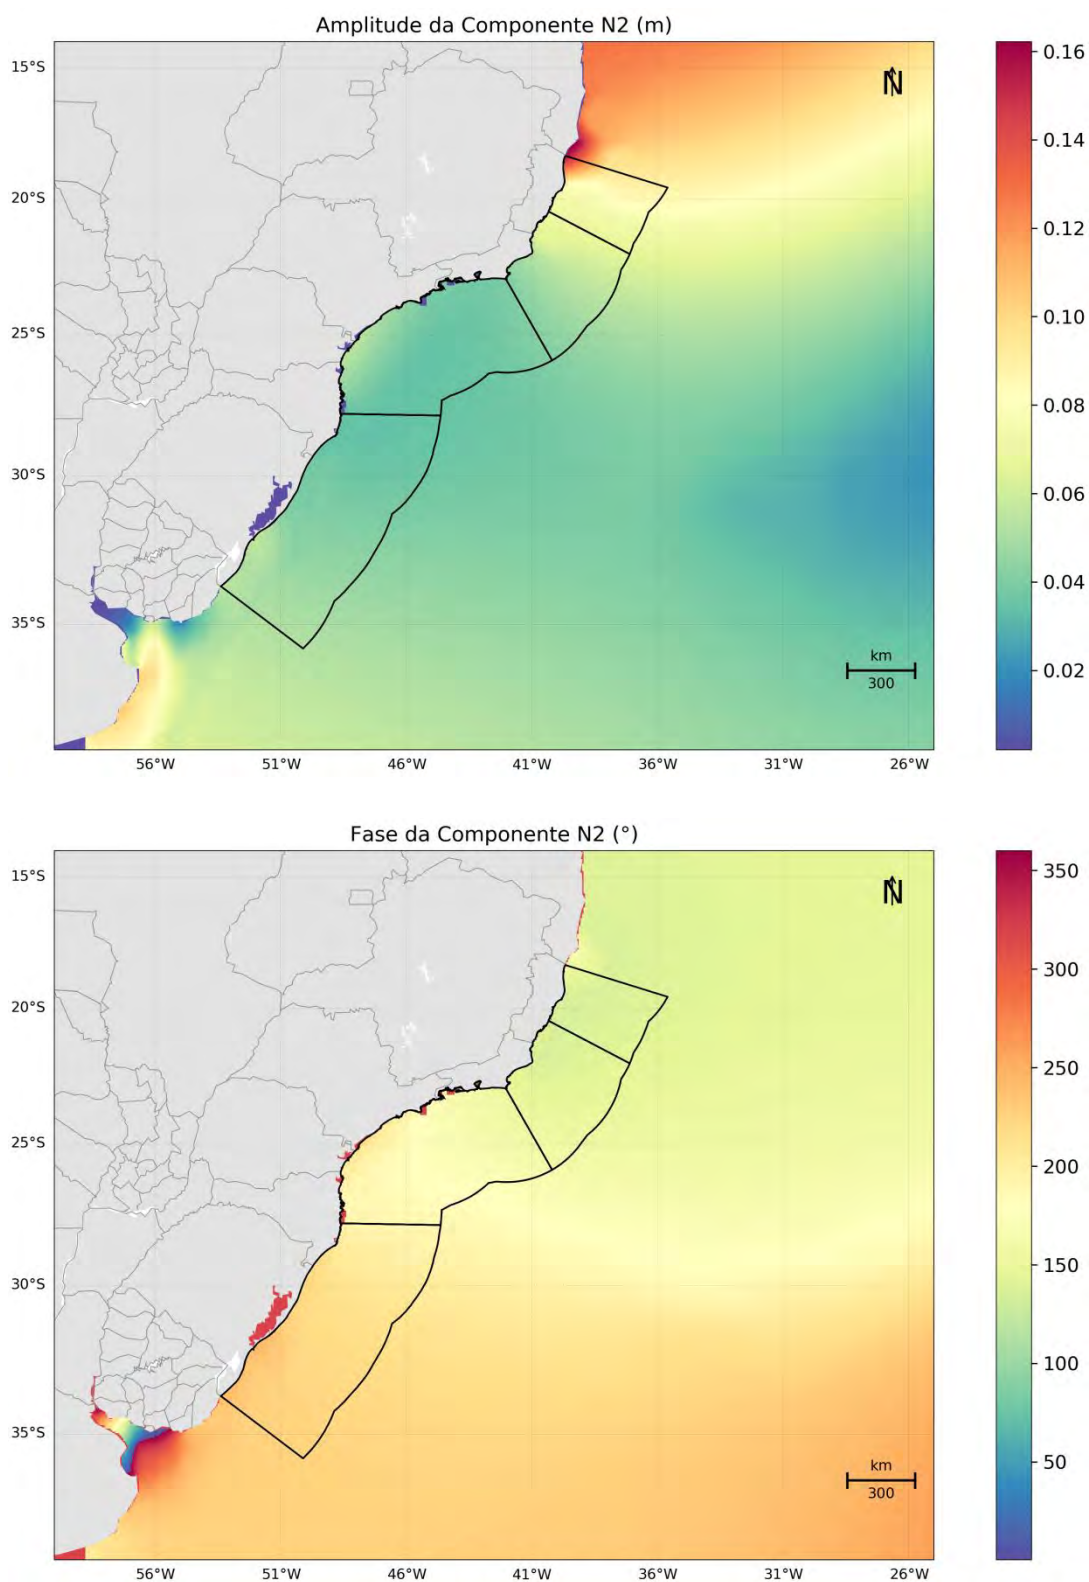 Amplitude da Componente N2 (m)
15°S
20°S
25°S
30°S
35°S
56°W
51°W
46°W
41°W
36°W
31°W
26°W
N
km
300
0.16
0.14
0.12
0.10
0.08
0.06
0.04
0.02
Fase da Componente N2 (°)
15°S
20°S
25°S
30°S
35°S
56°W
51°W
46°W
41°W
36°W
31°W
26°W
N
km
300
350
300
250
200
150
100
50